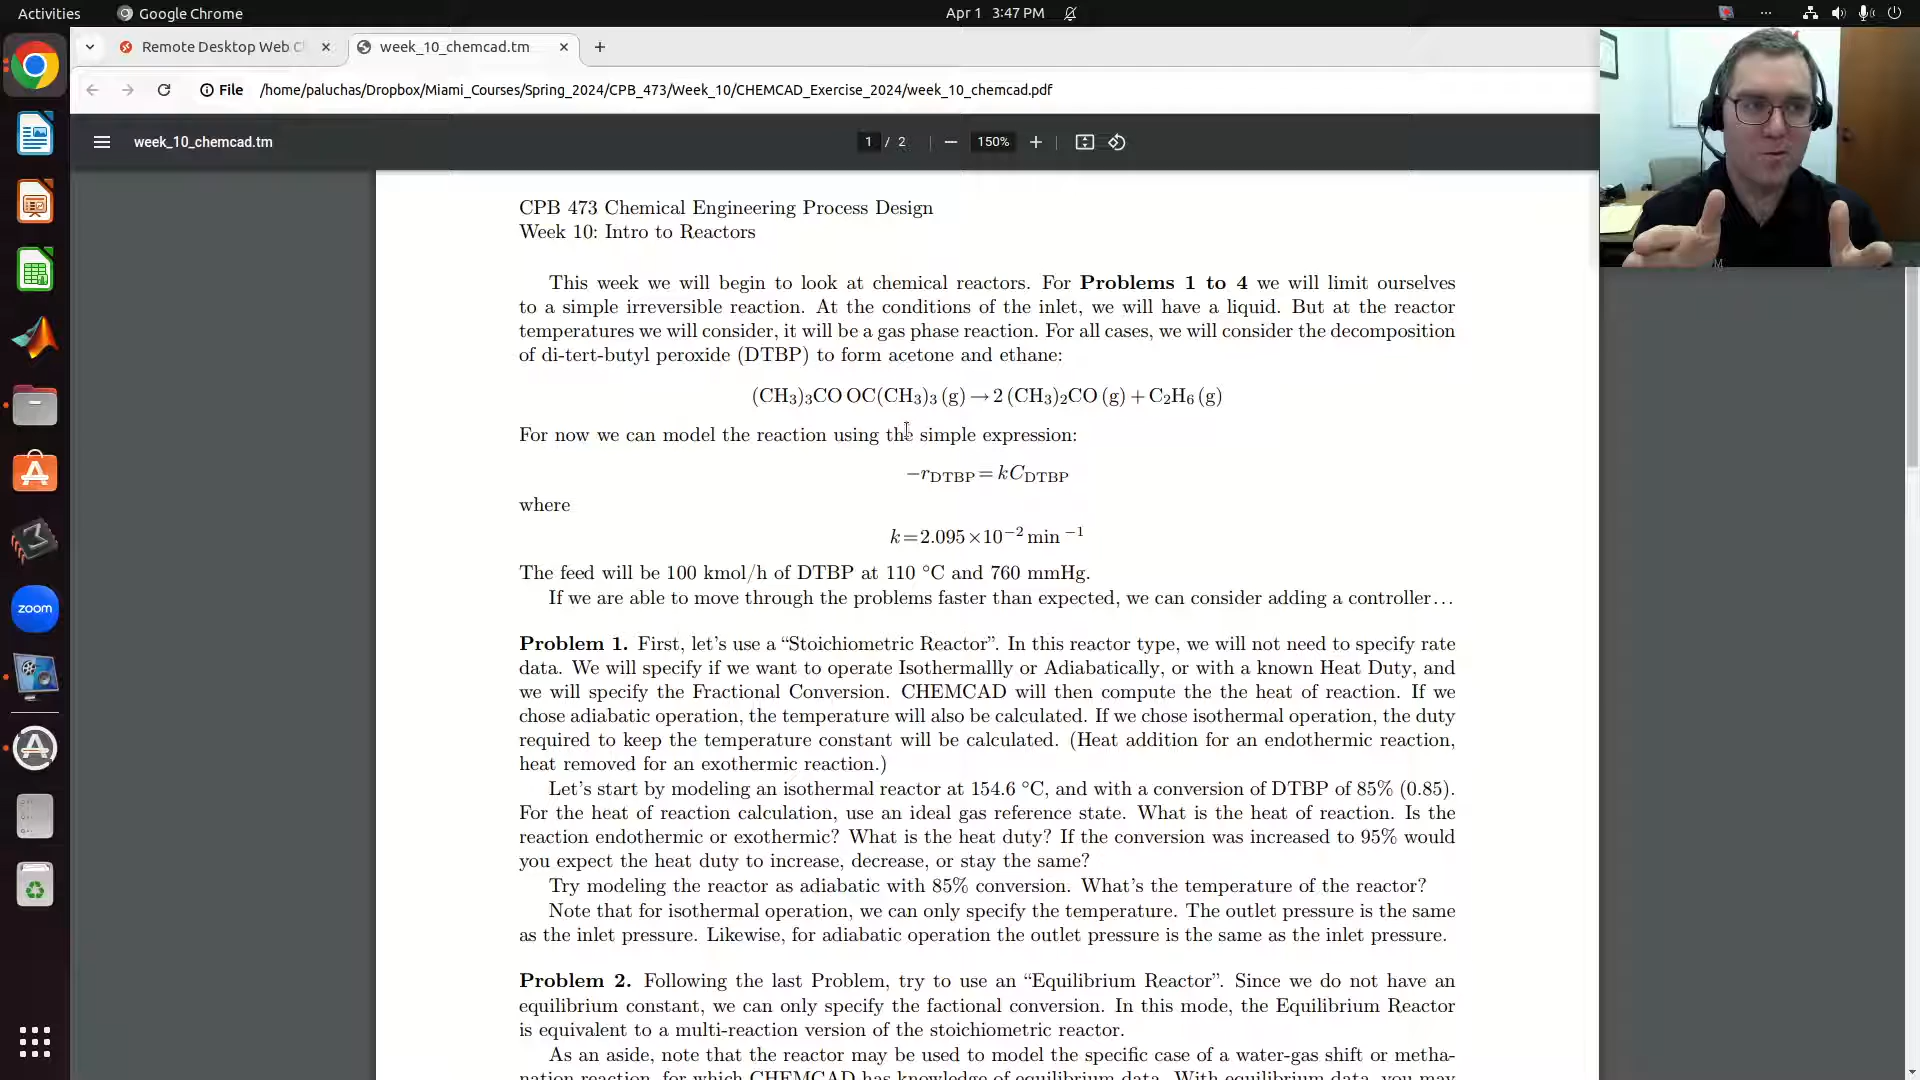 Activities
Google Chrome
Apr 1 3:47 PM
Remote Desktop Web C
week_10_chemcad.tm
File
/home/paluchas/Dropbox/Miami_Courses/Spring_2024/CPB_473/Week_10/CHEMCAD_Exercise_2024/week_10_chemcad.pdf
week_10_chemcad.tm
1 / 2
150%
CPB 473 Chemical Engineering Process Design
Week 10: Intro to Reactors
This week we will begin to look at chemical reactors. For Problems 1 to 4 we will limit ourselves
to a simple irreversible reaction. At the conditions of the inlet, we will have a liquid. But at the reactor
temperatures we will consider, it will be a gas phase reaction. For all cases, we will consider the decomposition
of di-tert-butyl peroxide (DTBP) to form acetone and ethane:
(CH₃)₃CO OC(CH₃)₃ (g) → 2 (CH₃)₂CO (g) + C₂H₆ (g)
For now we can model the reaction using the simple expression:
−r_DTBP = kC_DTBP
where
k=2.095×10⁻² min⁻¹
The feed will be 100 kmol/h of DTBP at 110 °C and 760 mmHg.
If we are able to move through the problems faster than expected, we can consider adding a controller…
Problem 1. First, let's use a “Stoichiometric Reactor”. In this reactor type, we will not need to specify rate
data. We will specify if we want to operate Isothermallly or Adiabatically, or with a known Heat Duty, and
we will specify the Fractional Conversion. CHEMCAD will then compute the the heat of reaction. If we
chose adiabatic operation, the temperature will also be calculated. If we chose isothermal operation, the duty
required to keep the temperature constant will be calculated. (Heat addition for an endothermic reaction,
heat removed for an exothermic reaction.)
Let's start by modeling an isothermal reactor at 154.6 °C, and with a conversion of DTBP of 85% (0.85).
For the heat of reaction calculation, use an ideal gas reference state. What is the heat of reaction. Is the
reaction endothermic or exothermic? What is the heat duty? If the conversion was increased to 95% would
you expect the heat duty to increase, decrease, or stay the same?
Try modeling the reactor as adiabatic with 85% conversion. What's the temperature of the reactor?
Note that for isothermal operation, we can only specify the temperature. The outlet pressure is the same
as the inlet pressure. Likewise, for adiabatic operation the outlet pressure is the same as the inlet pressure.
Problem 2. Following the last Problem, try to use an “Equilibrium Reactor”. Since we do not have an
equilibrium constant, we can only specify the factional conversion. In this mode, the Equilibrium Reactor
is equivalent to a multi-reaction version of the stoichiometric reactor.
As an aside, note that the reactor may be used to model the specific case of a water-gas shift or metha-
nation reaction, for which CHEMCAD has knowledge of equilibrium data. With equilibrium data, you may
zoom